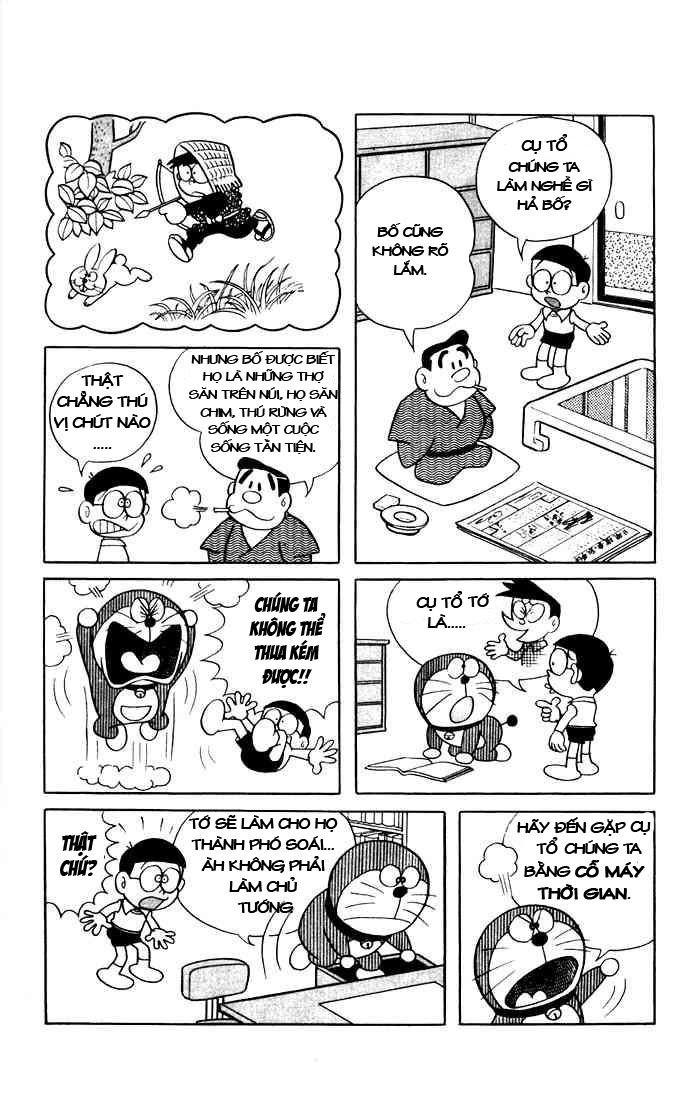 CỤ TỔ
CHÚNG TA
LÀM NGHỀ GÌ
HẢ BỐ?
BỐ CŨNG
KHÔNG RÕ
LẮM.
NHƯNG BỐ ĐƯỢC BIẾT
HỌ LÀ NHỮNG THỢ
SĂN TRÊN NÚI, HỌ SĂN
CHIM, THÚ RỪNG VÀ
SỐNG MỘT CUỘC
SỐNG TẰN TIỆN.
THẬT
CHẲNG THÚ
VỊ CHÚT NÀO
.....
CỤ TỔ TỚ
LÀ.....
CHÚNG TA
KHÔNG THỂ
THUA KÉM
ĐƯỢC!!
HÃY ĐẾN GẶP CỤ
TỔ CHÚNG TA
BẰNG CỖ MÁY
THỜI GIAN.
TỚ SẼ LÀM CHO HỌ
THÀNH PHÓ SOÁI...
ÀH KHÔNG PHẢI
LÀM CHỦ
TƯỚNG
THẬT
CHỨ?